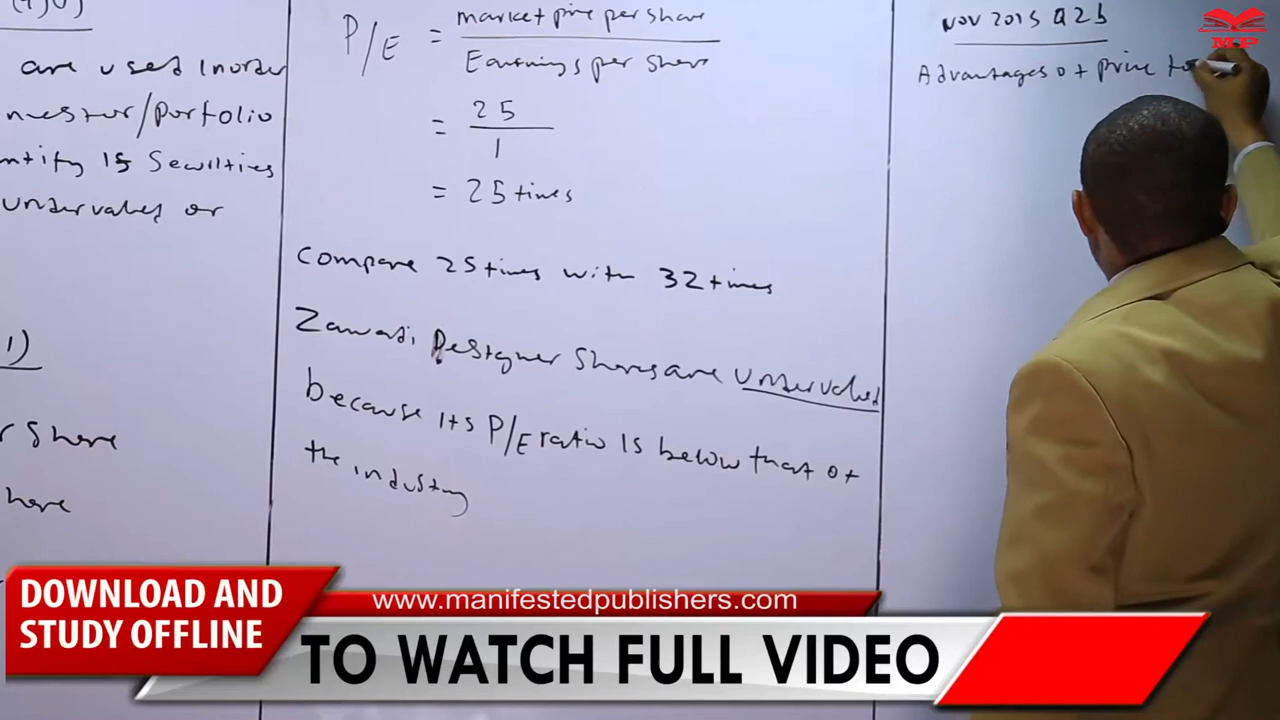 are used inorder
nvestor/portfolio
ntify is Securities
undervalued or
1)
r share
hare
P/E = market price per share
Earnings per share
= 25
1
= 25 times
Compare 25 times with 32 times
Zawadi Designer Shares are undervalued
because its P/E ratio is below that of
the industry
NOV 2015 Q2b
Advantages of price to
MP
DOWNLOAD AND
STUDY OFFLINE
www.manifestedpublishers.com
TO WATCH FULL VIDEO